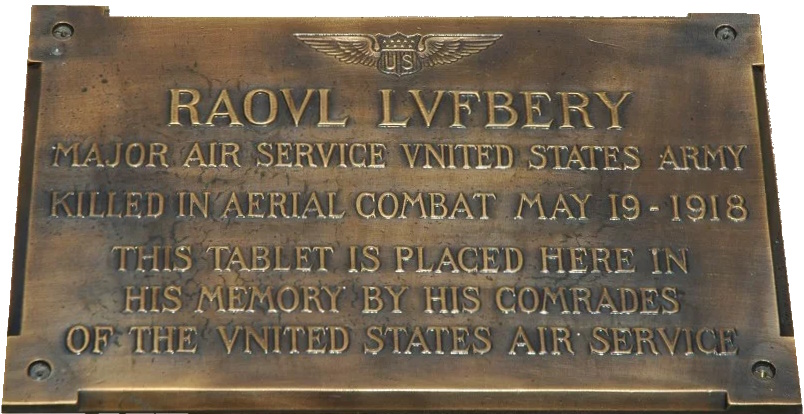 US
RAOVL LVFBERY
MAJOR AIR SERVICE VNITED STATES ARMY
KILLED IN AERIAL COMBAT MAY 19-1918
THIS TABLET IS PLACED HERE IN
HIS MEMORY BY HIS COMRADES
OF THE VNITED STATES AIR SERVICE